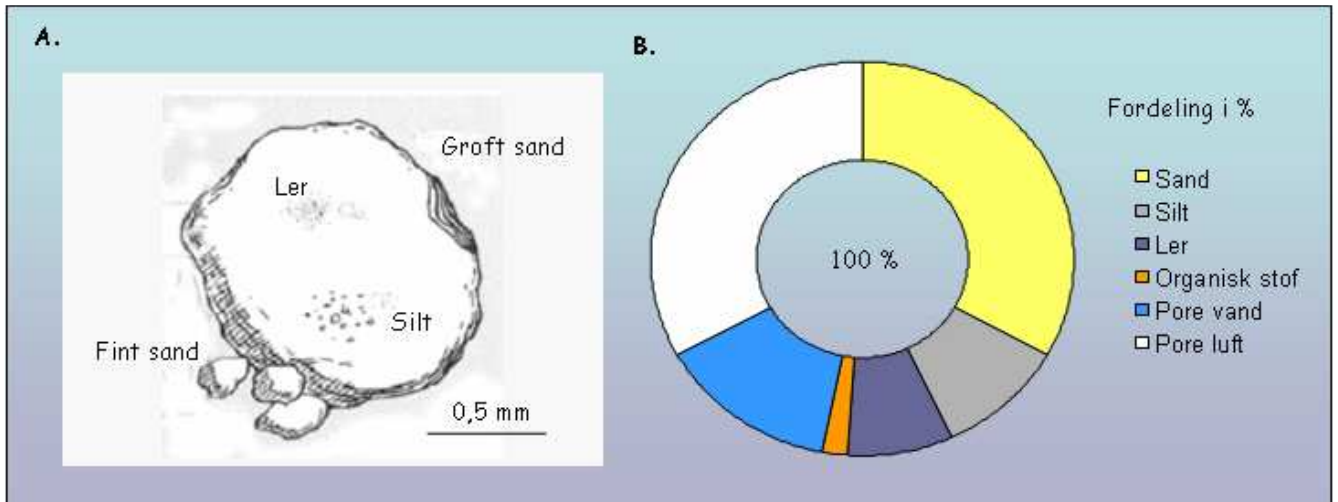 A.
Groft sand
Ler
Silt
Fint sand
0,5 mm
B.
100 %
Fordeling i %
Sand
Silt
Ler
Organisk stof
Pore vand
Pore luft